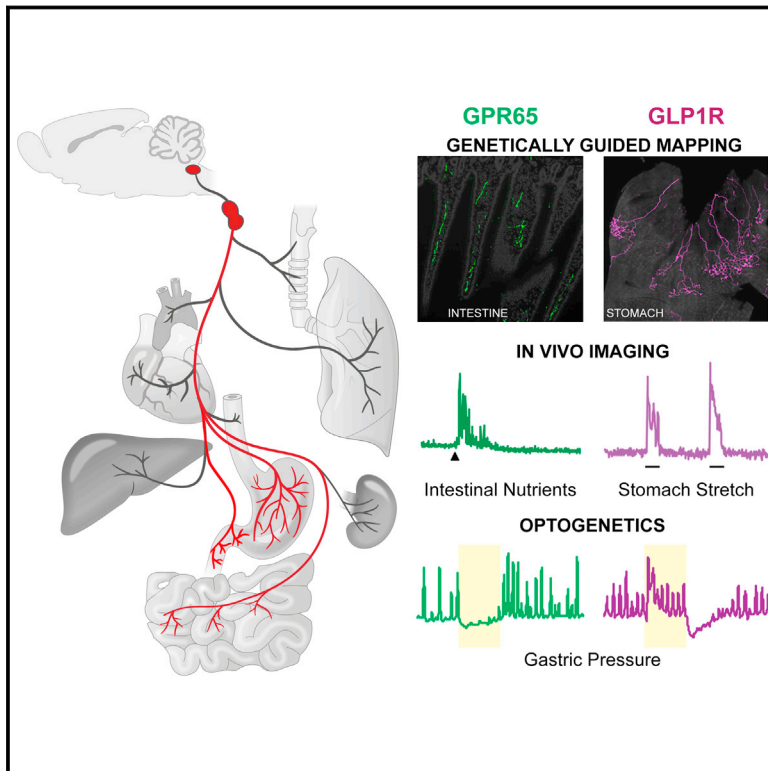 GPR65 GLP1R
GENETICALLY GUIDED MAPPING
INTESTINE STOMACH
IN VIVO IMAGING
Intestinal Nutrients Stomach Stretch
OPTOGENETICS
Gastric Pressure